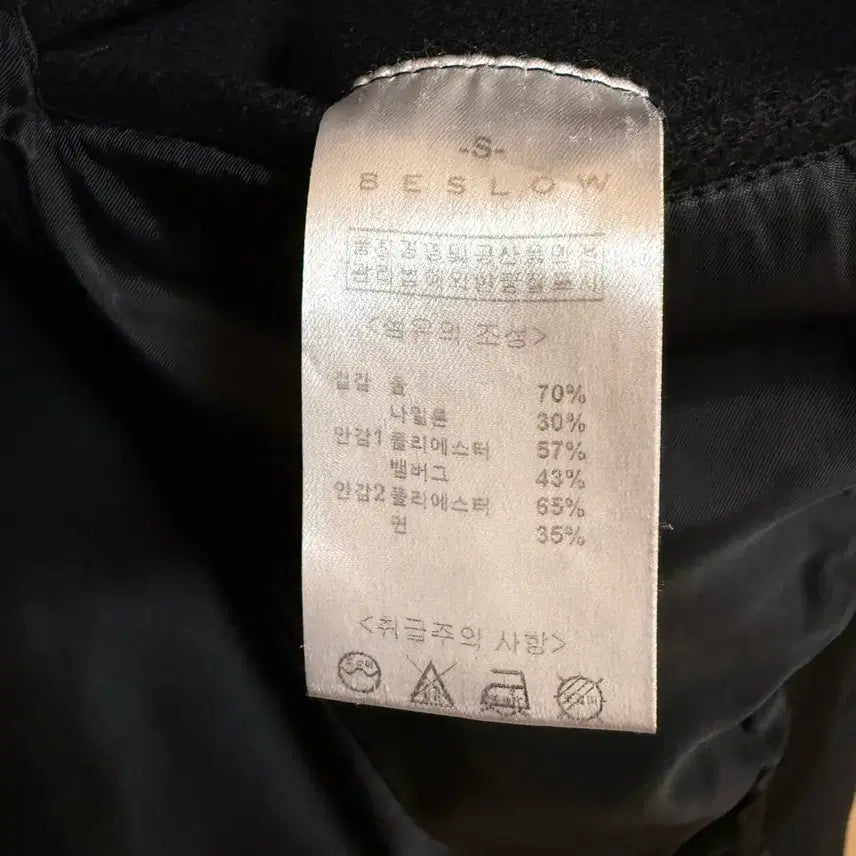 -S-
SESLOW
<섬유의 조성>
겉감 울 70%
나일론 30%
안감1 폴리에스터 57%
뱀버그 43%
안감2 폴리에스터 65%
면 35%
<취급주의 사항>